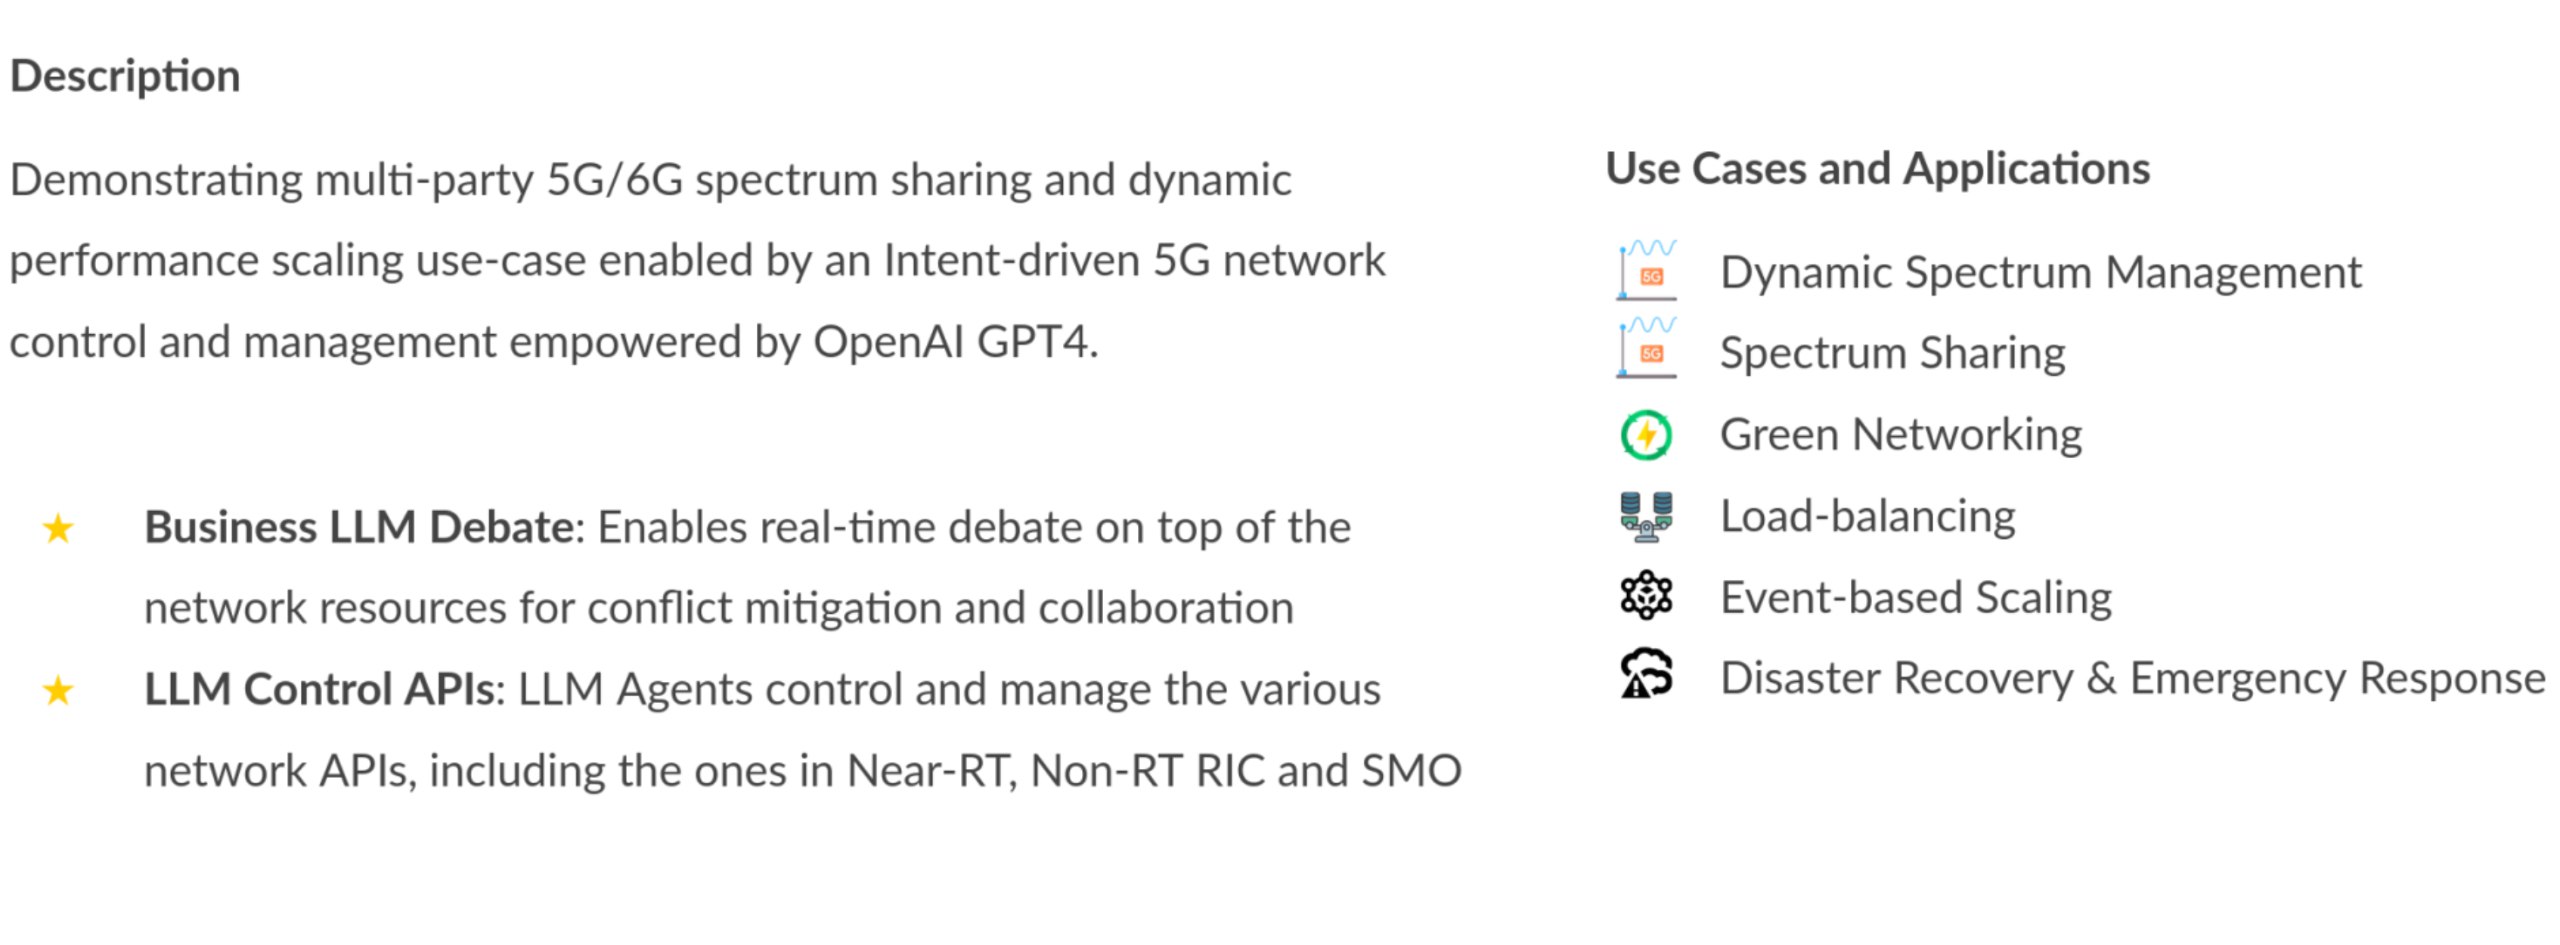 Description
Demonstrating multi-party 5G/6G spectrum sharing and dynamic
performance scaling use-case enabled by an Intent-driven 5G network
control and management empowered by OpenAI GPT4.
Business LLM Debate: Enables real-time debate on top of the
network resources for conflict mitigation and collaboration
LLM Control APIs: LLM Agents control and manage the various
network APIs, including the ones in Near-RT, Non-RT RIC and SMO
Use Cases and Applications
5G Dynamic Spectrum Management
5G Spectrum Sharing
Green Networking
Load-balancing
Event-based Scaling
Disaster Recovery & Emergency Response